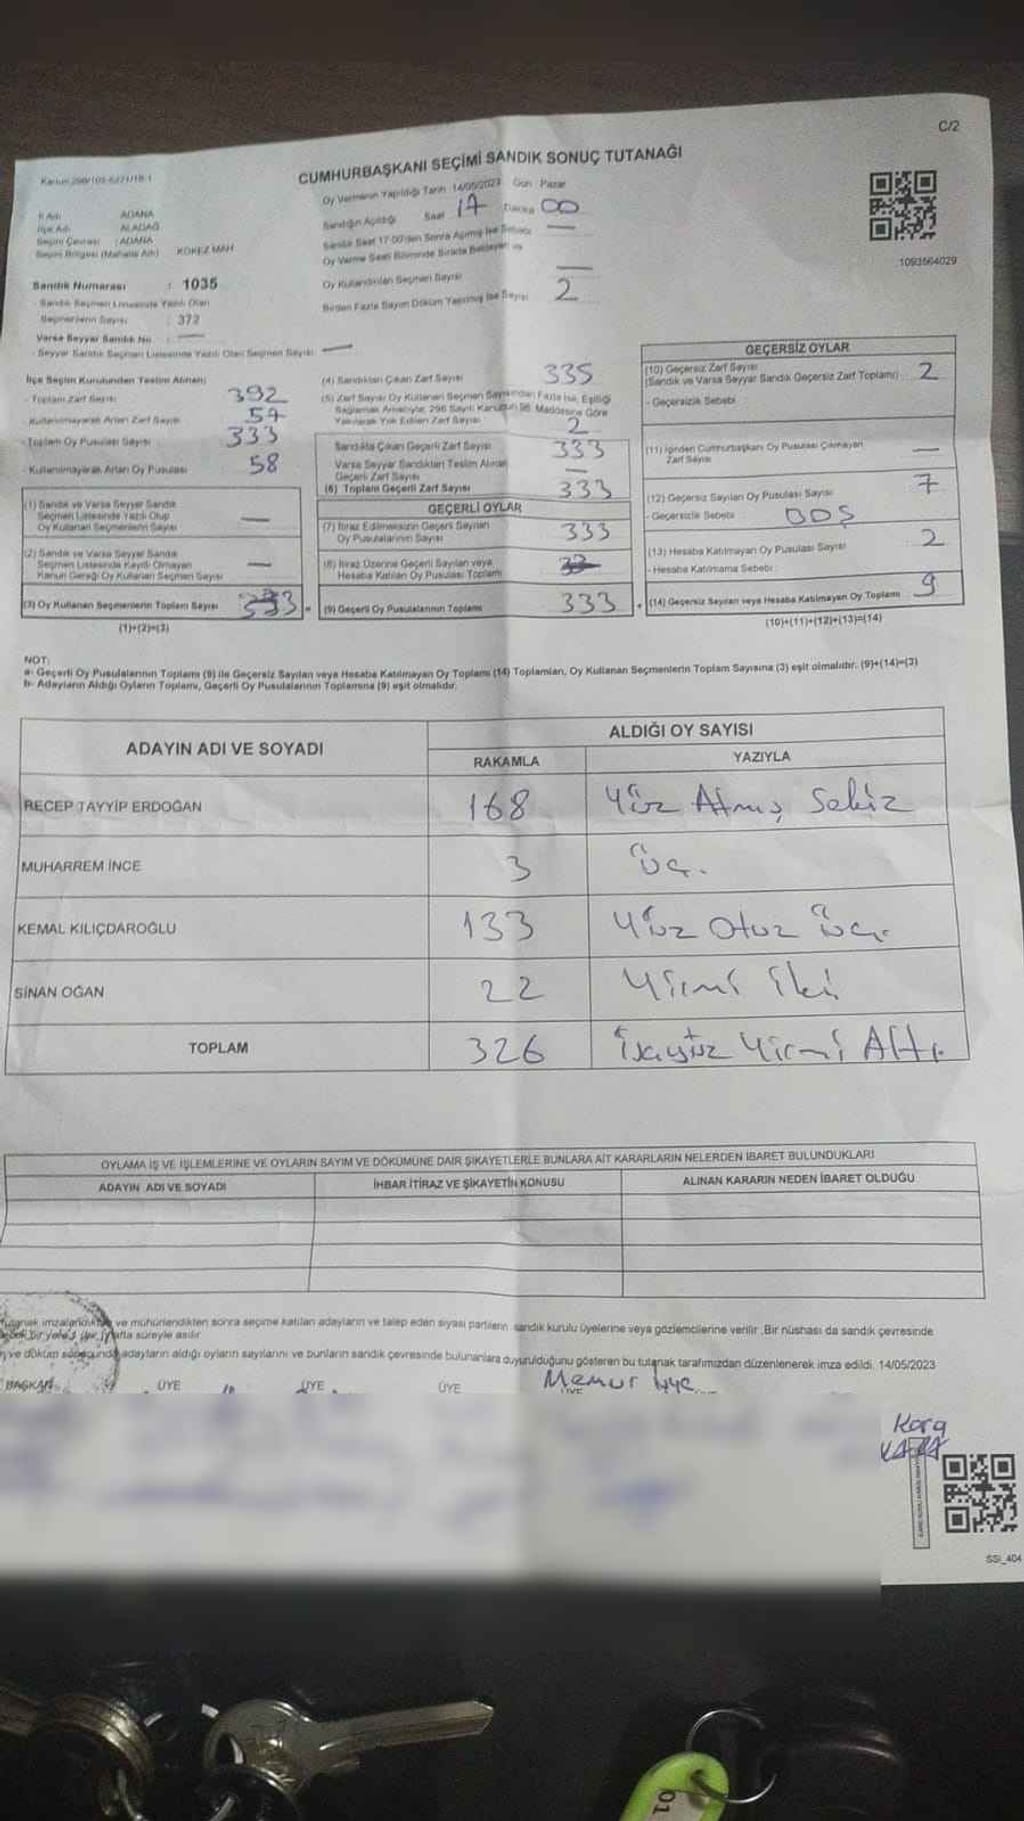 C/2
CUMHURBAŞKANI SEÇİMİ SANDIK SONUÇ TUTANAĞI
Oy Vermenin Yapıldığı Tarih 14/05/2023 Gün Pazar
1093564029
İl Adı ADANA
İlçe Adı ALADAĞ
Seçim Çevresi : ADANA
Seçim Bölgesi (Mahalle Adı) KÖKEZ MAH
Sandığın Açıldığı Saat 17 Dakika 00
Sandık Saat 17:00'den Sonra Açılmış İse Sebebi —
Oy Verme Saati Bitiminde Sırada Bekleyen ve
Oy Kullandırılan Seçmen Sayısı —
Birden Fazla Sayım Döküm Yapılmış İse Sayısı 2
Sandık Numarası : 1035
- Sandık Seçmen Listesinde Yazılı Olan
Seçmenlerin Sayısı : 372
Varsa Seyyar Sandık No : —
- Seyyar Sandık Seçmen Listesinde Yazılı Olan Seçmen Sayısı : —
İlçe Seçim Kurulundan Teslim Alınan;
- Toplam Zarf Sayısı 392
Kullanılmayarak Artan Zarf Sayısı 57
- Toplam Oy Pusulası Sayısı 333
- Kullanılmayarak Artan Oy Pusulası 58
(1) Sandık ve Varsa Seyyar Sandık
Seçmen Listesinde Yazılı Olup
Oy Kullanan Seçmenlerin Sayısı —
(2) Sandık ve Varsa Seyyar Sandık
Seçmen Listesinde Kayıtlı Olmayan
Kanun Gereği Oy Kullanan Seçmen Sayısı —
(3) Oy Kullanan Seçmenlerin Toplam Sayısı 333 =
(1)+(2)=(3)
(4) Sandıktan Çıkan Zarf Sayısı 335
(5) Zarf Sayısı Oy Kullanan Seçmen Sayısından Fazla İse, Eşitliği
Sağlamak Amacıyla, 298 Sayılı Kanunun 98. Maddesine Göre
Yakılarak Yok Edilen Zarf Sayısı 2
Sandıkta Çıkan Geçerli Zarf Sayısı 333
Varsa Seyyar Sandıktan Teslim Alınan
Geçerli Zarf Sayısı —
(6) Toplam Geçerli Zarf Sayısı 333
GEÇERLİ OYLAR
(7) İtiraz Edilmeksizin Geçerli Sayılan
Oy Pusulalarının Sayısı 333
(8) İtiraz Üzerine Geçerli Sayılan veya
Hesaba Katılan Oy Pusulası Toplamı
(9) Geçerli Oy Pusulalarının Toplamı 333 +
GEÇERSİZ OYLAR
(10) Geçersiz Zarf Sayısı
(Sandık ve Varsa Seyyar Sandık Geçersiz Zarf Toplamı) 2
- Geçersizlik Sebebi
(11) İçinden Cumhurbaşkanı Oy Pusulası Çıkmayan
Zarf Sayısı —
(12) Geçersiz Sayılan Oy Pusulası Sayısı 7
- Geçersizlik Sebebi : BOŞ
(13) Hesaba Katılmayan Oy Pusulası Sayısı 2
- Hesaba Katılmama Sebebi :
(14) Geçersiz Sayılan veya Hesaba Katılmayan Oy Toplamı 9
(10)+(11)+(12)+(13)=(14)
NOT:
a- Geçerli Oy Pusulalarının Toplamı (9) ile Geçersiz Sayılan veya Hesaba Katılmayan Oy Toplamı (14) Toplamları, Oy Kullanan Seçmenlerin Toplam Sayısına (3) eşit olmalıdır. (9)+(14)=(3)
b- Adayların Aldığı Oyların Toplamı, Geçerli Oy Pusulalarının Toplamına (9) eşit olmalıdır.
ADAYIN ADI VE SOYADI ALDIĞI OY SAYISI
RAKAMLA YAZIYLA
RECEP TAYYİP ERDOĞAN 168 Yüz Atmış Sekiz
MUHARREM İNCE 3 Üç.
KEMAL KILIÇDAROĞLU 133 Yüz Otuz Üç.
SİNAN OĞAN 22 Yirmi iki
TOPLAM 326 Üçyüz Yirmi Altı.
OYLAMA İŞ VE İŞLEMLERİNE VE OYLARIN SAYIM VE DÖKÜMÜNE DAİR ŞİKAYETLERLE BUNLARA AİT KARARLARIN NELERDEN İBARET BULUNDUKLARI
ADAYIN ADI VE SOYADI İHBAR İTİRAZ VE ŞİKAYETİN KONUSU ALINAN KARARIN NEDEN İBARET OLDUĞU
imzalandıktan ve mühürlendikten sonra seçime katılan adayların ve talep eden siyasi partilerin sandık kurulu üyelerine veya gözlemcilerine verilir. Bir nüshası da sandık çevresinde
bir yere hafta süreyle asılır
ve döküm sonucunda adayların aldığı oyların sayılarını ve bunların sandık çevresinde bulunanlara duyurulduğunu gösteren bu tutanak tarafımızdan düzenlenerek imza edildi. 14/05/2023
BAŞKAN ÜYE ÜYE ÜYE Memur üye
ÜYE
Kara
KARA
SSİ_404
01